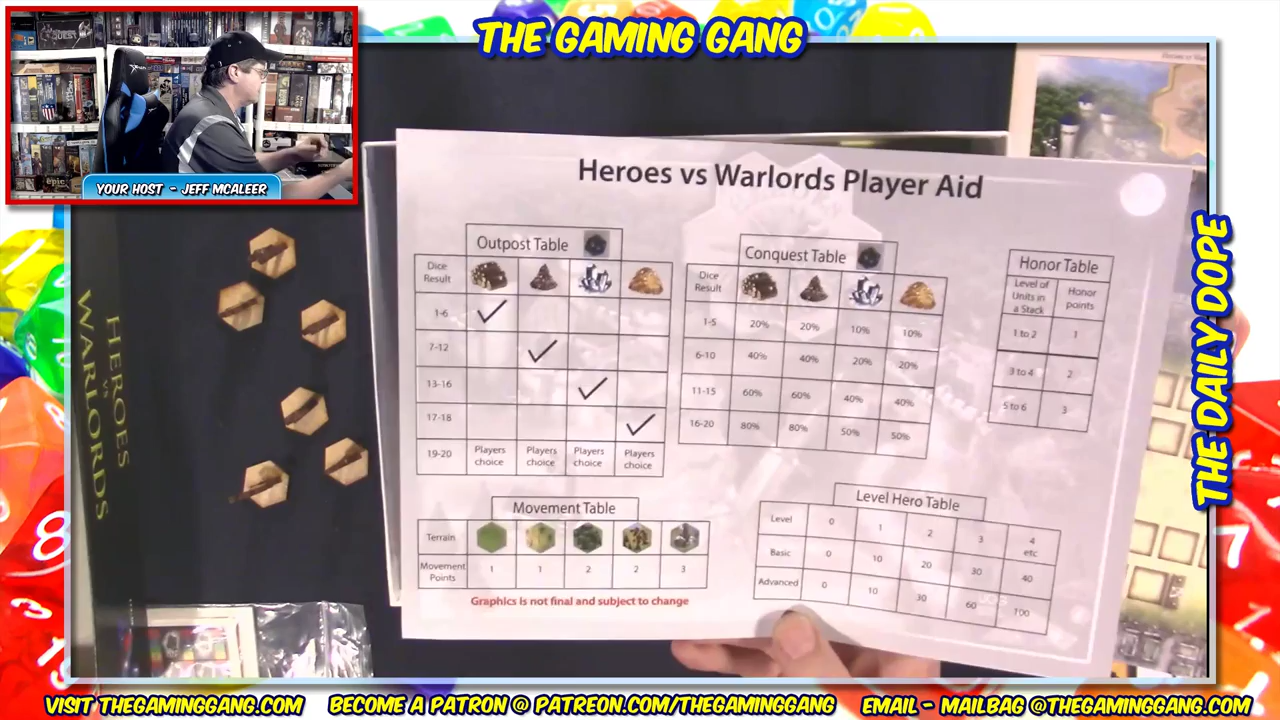 THE GAMING GANG
YOUR HOST - JEFF MCALEER
THE DAILY DOPE
HEROES
VS
WARLORDS
Heroes vs Warlords Player Aid
Outpost Table
Dice
Result
1-6
7-12
13-16
17-18
19-20 Players choice Players choice Players choice Players choice
Conquest Table
Dice
Result
1-5 20% 20% 10% 10%
6-10 40% 40% 20% 20%
11-15 60% 60% 40% 40%
16-20 80% 80% 50% 50%
Honor Table
Level of Units in a Stack Honor points
1 to 2 1
3 to 4 2
5 to 6 3
Movement Table
Terrain
Movement Points 1 1 2 2 3
Graphics is not final and subject to change
Level Hero Table
Level 0 1 2 3 4 etc
Basic 0 10 20 30 40
Advanced 0 10 30 60 100
VISIT THEGAMINGGANG.COM BECOME A PATRON @ PATREON.COM/THEGAMINGGANG EMAIL - MAILBAG @THEGAMINGGANG.COM